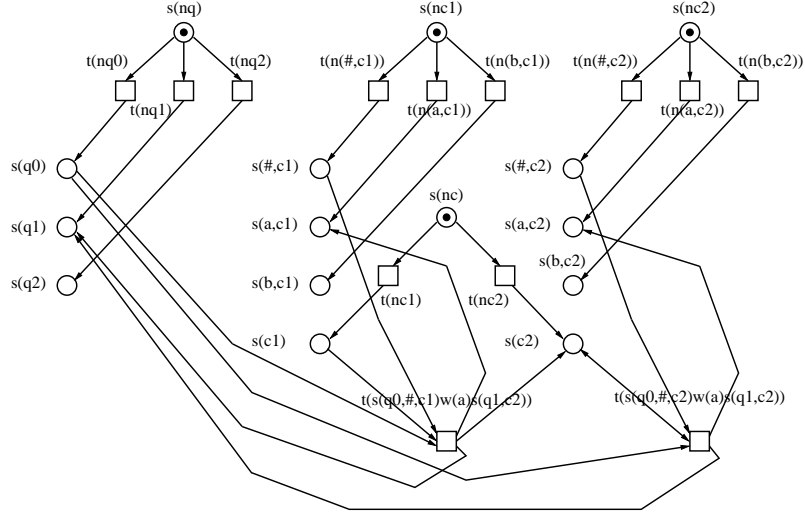 s(nq) s(nc1) s(nc2)
t(nq0) t(nq2) t(n(#,c1)) t(n(b,c1)) t(n(#,c2)) t(n(b,c2))
t(nq1) t(n(a,c1)) t(n(a,c2))
s(q0) s(#,c1) s(#,c2)
s(nc)
s(q1) s(a,c1) s(a,c2)
s(b,c2)
s(q2) s(b,c1)
t(nc1) t(nc2)
s(c1) s(c2)
t(s(q0,#,c1)w(a)s(q1,c2)) t(s(q0,#,c2)w(a)s(q1,c2))